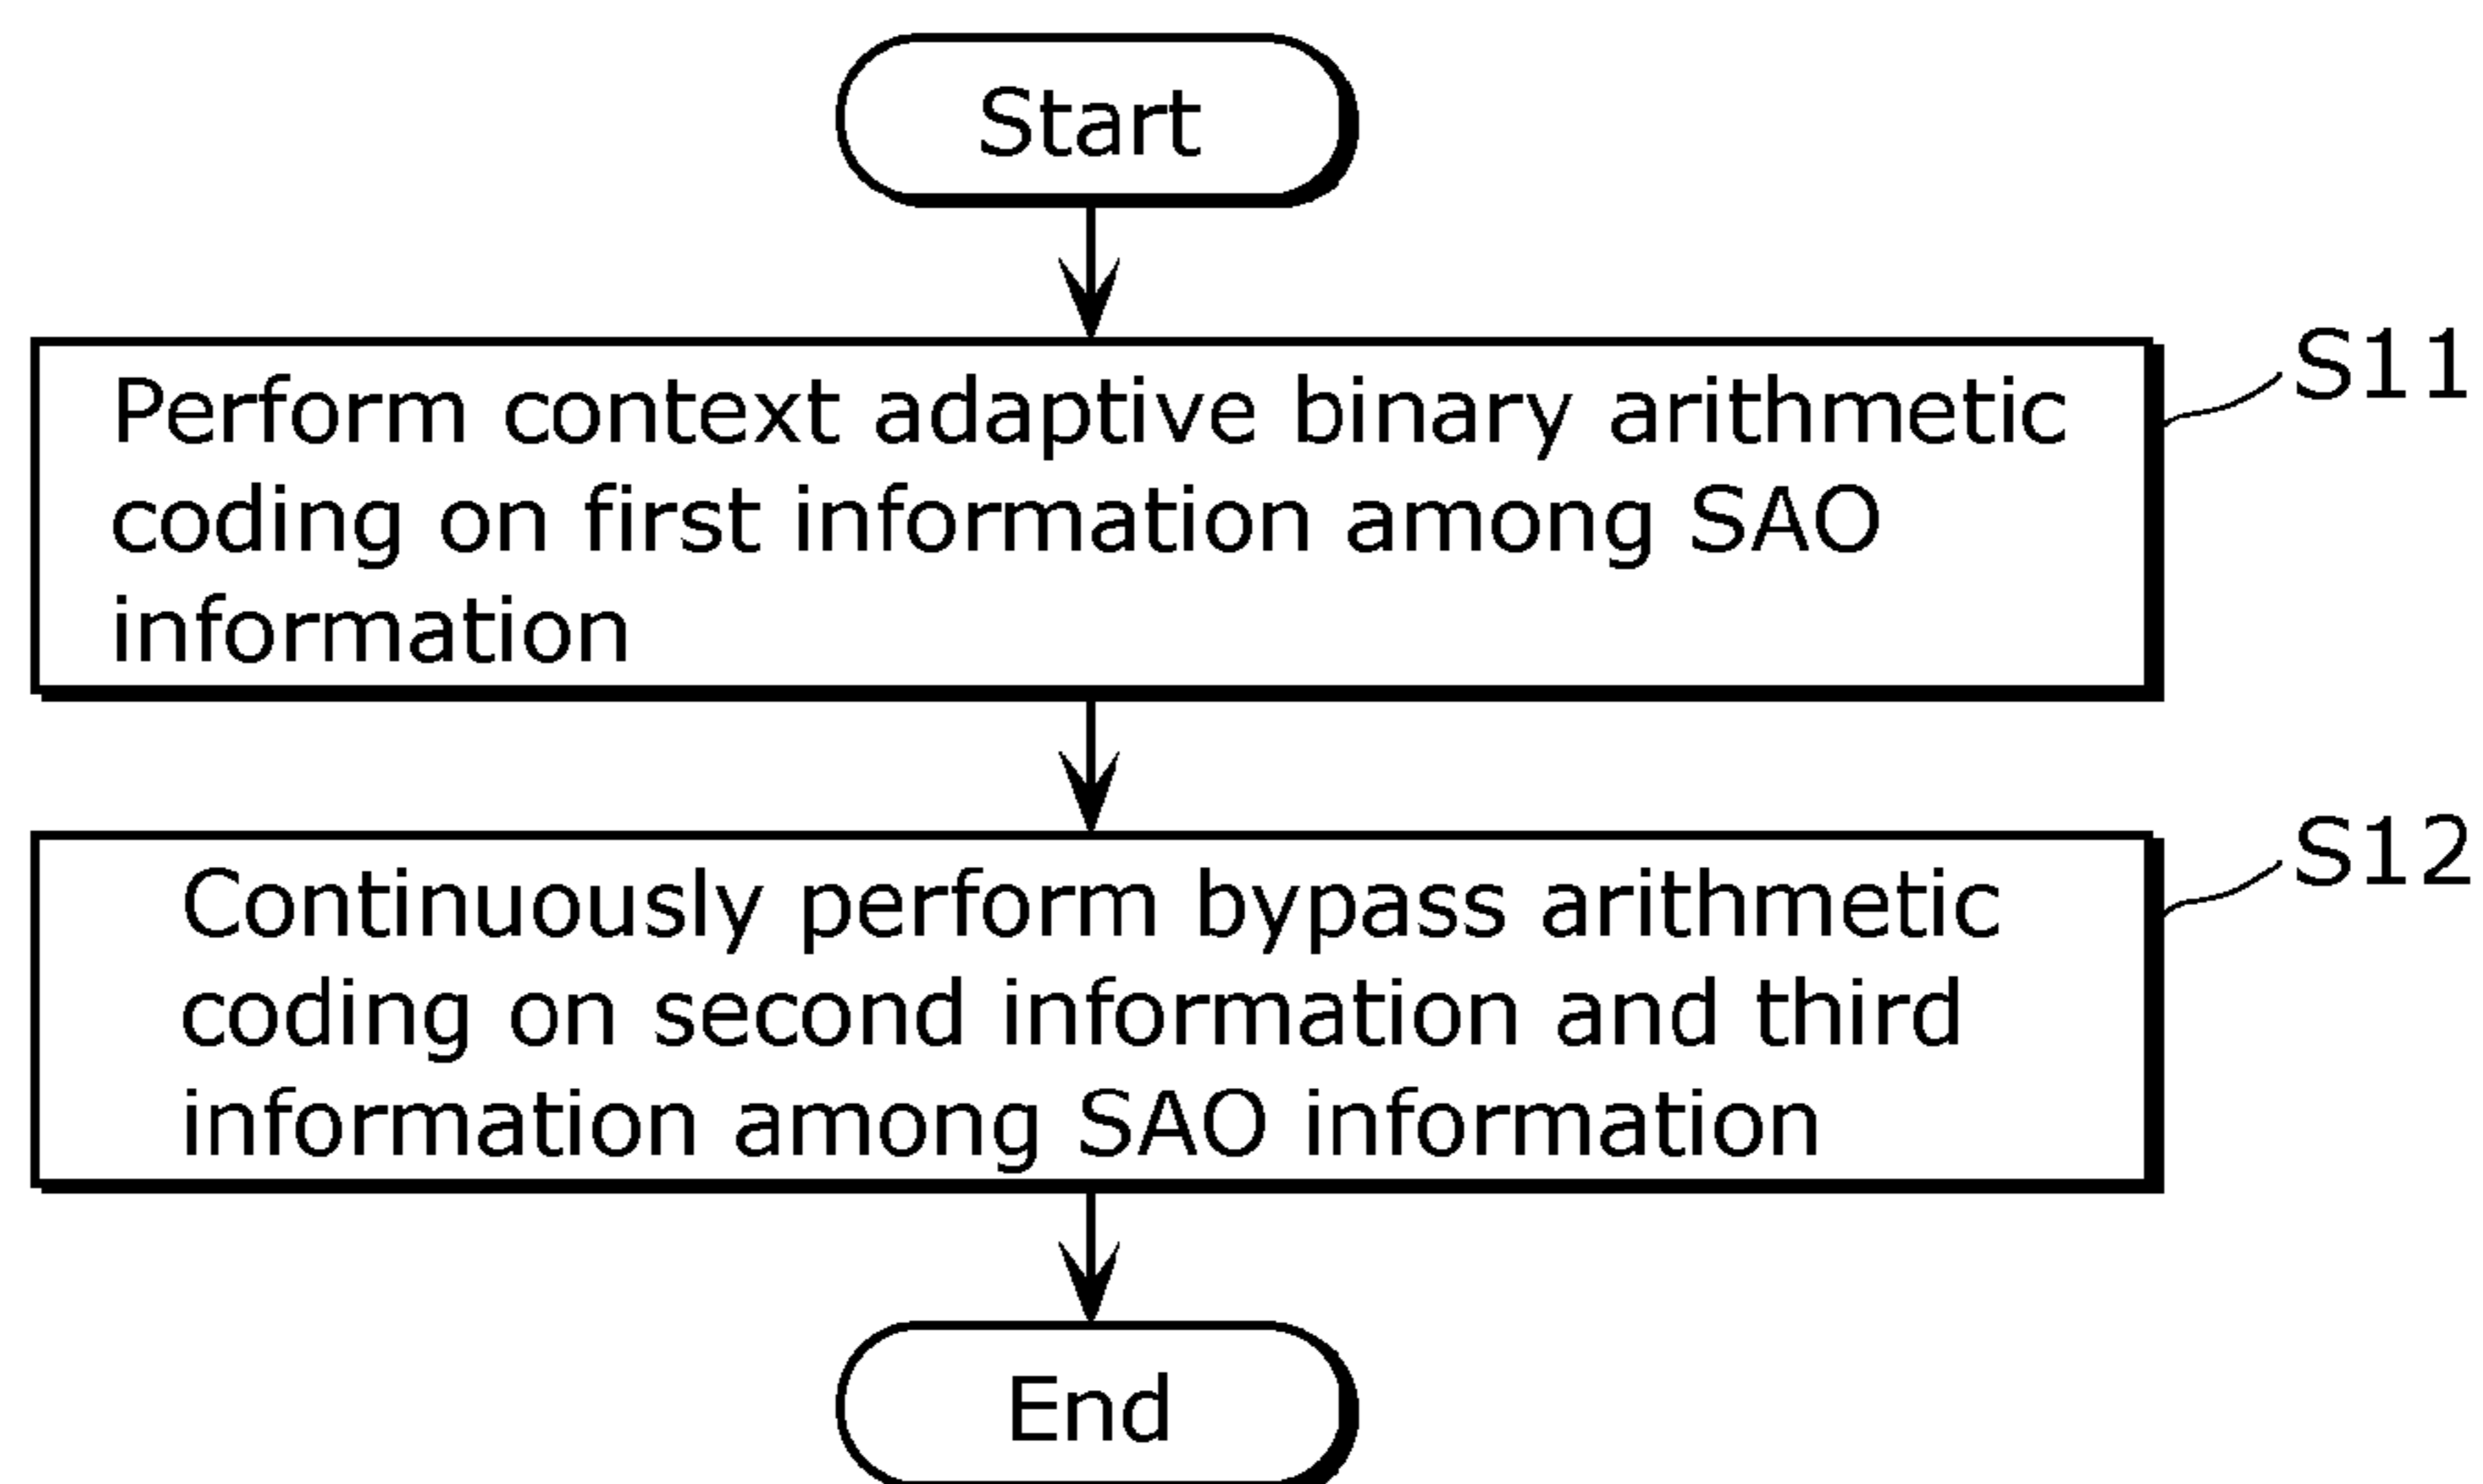 Start
Perform context adaptive binary arithmetic
coding on first information among SAO
information
S11
Continuously perform bypass arithmetic
coding on second information and third
information among SAO information
S12
End